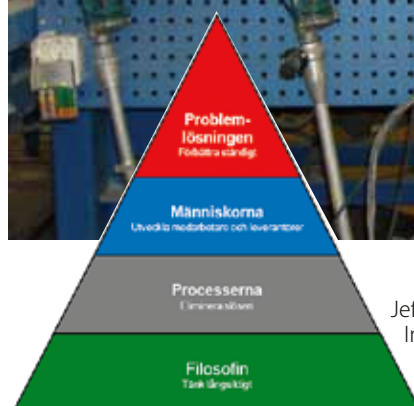 Problem-
lösningen
Förbättra ständigt
Människorna
Utveckla medarbetare och leverantörer
Processerna
Eliminera slöseri
Filosofin
Tänk långsiktigt
Jef
In